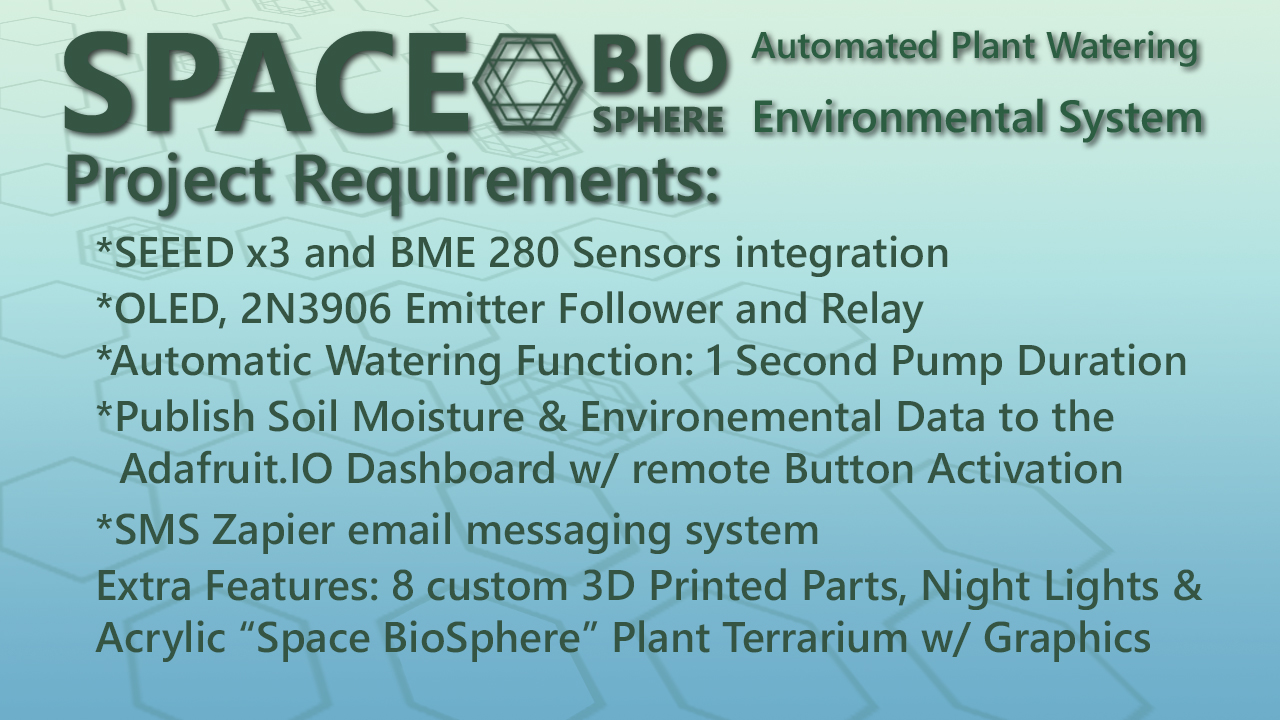 SPACE BIO SPHERE
Automated Plant Watering
Environmental System
Project Requirements:
*SEEED x3 and BME 280 Sensors integration
*OLED, 2N3906 Emitter Follower and Relay
*Automatic Watering Function: 1 Second Pump Duration
*Publish Soil Moisture & Environemental Data to the
Adafruit.IO Dashboard w/ remote Button Activation
*SMS Zapier email messaging system
Extra Features: 8 custom 3D Printed Parts, Night Lights &
Acrylic “Space BioSphere” Plant Terrarium w/ Graphics